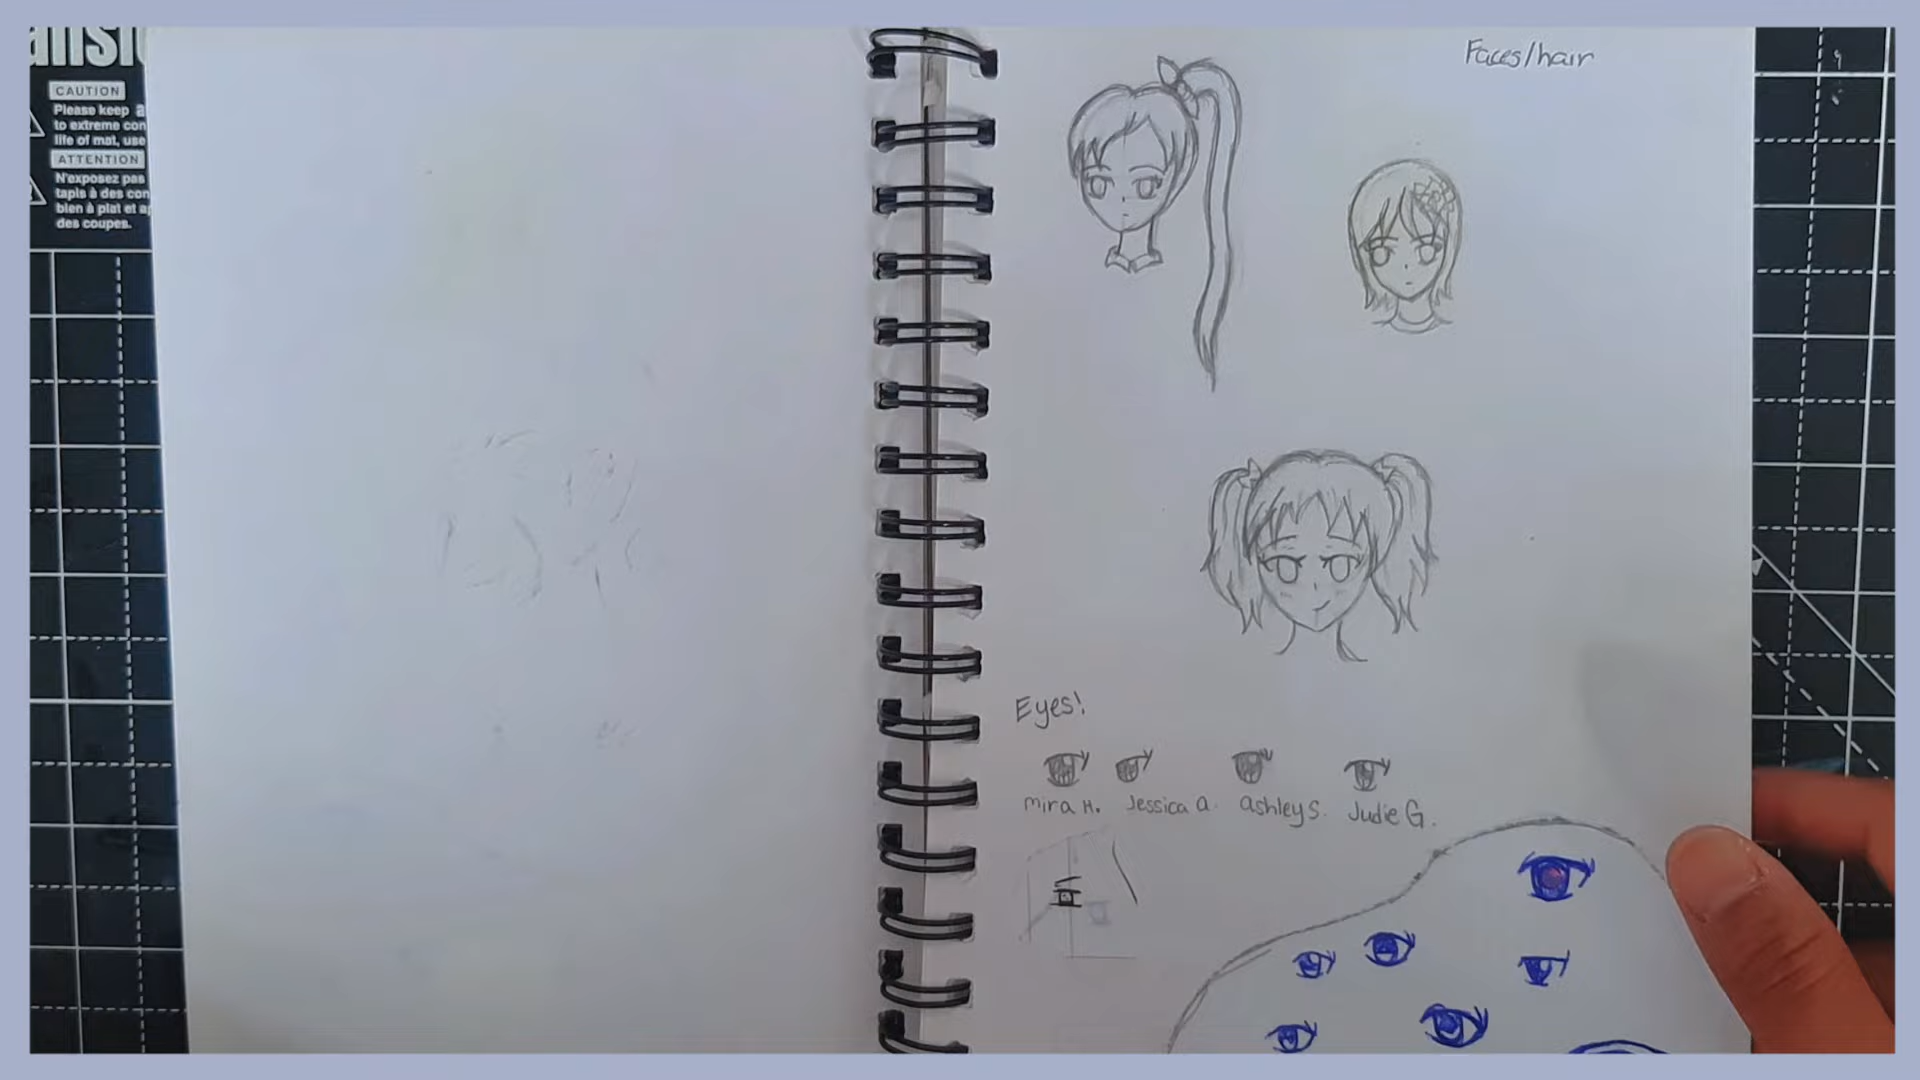 CAUTION
Please keep
to extreme con
life of mat, use
ATTENTION
N'exposez pas
tapis à des con
bien à plat et
des coupes.
Faces/hair
Eyes!
mira H. Jessica a. ashley S. Judie G.